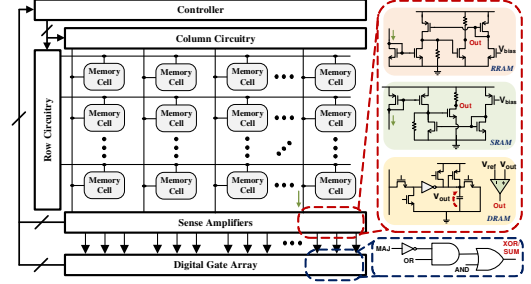 Controller
Column Circuitry
Row Circuitry
Memory Cell
Memory Cell
Memory Cell
Memory Cell
Memory Cell
Memory Cell
Memory Cell
Memory Cell
Memory Cell
Memory Cell
Memory Cell
Memory Cell
Sense Amplifiers
Digital Gate Array
Out
Vbias
RRAM
Vbias
Out
SRAM
Vref Vout
Vout
Out
DRAM
MAJ
OR
AND
XOR/
SUM